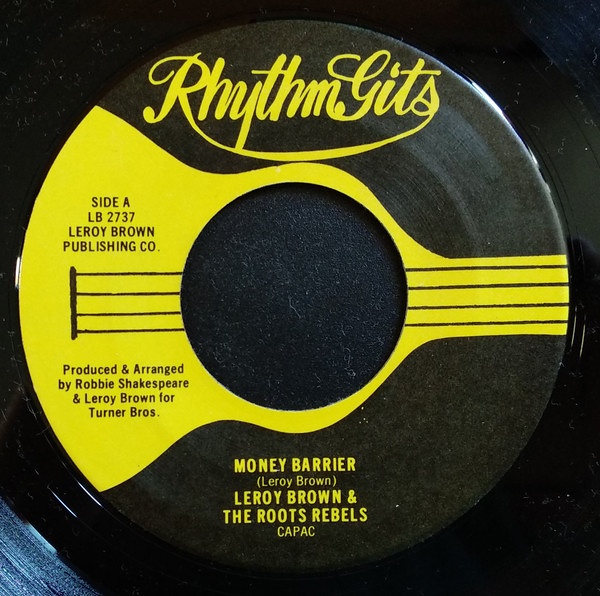 Rhythm Gits
SIDE A
LB 2737
LEROY BROWN
PUBLISHING CO.
Produced & Arranged
by Robbie Shakespeare
& Leroy Brown for
Turner Bros.
MONEY BARRIER
(Leroy Brown)
LEROY BROWN &
THE ROOTS REBELS
CAPAC